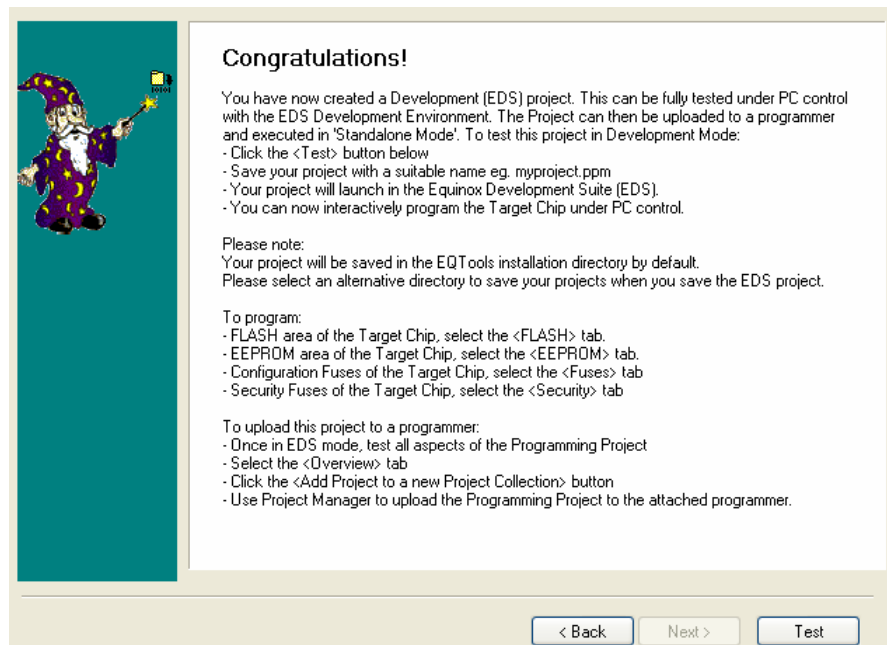 Congratulations!
You have now created a Development (EDS) project. This can be fully tested under PC control
with the EDS Development Environment. The Project can then be uploaded to a programmer
and executed in 'Standalone Mode'. To test this project in Development Mode:
- Click the <Test> button below
- Save your project with a suitable name eg. myproject.ppm
- Your project will launch in the Equinox Development Suite (EDS).
- You can now interactively program the Target Chip under PC control.
Please note:
Your project will be saved in the EQTools installation directory by default.
Please select an alternative directory to save your projects when you save the EDS project.
To program:
- FLASH area of the Target Chip, select the <FLASH> tab.
- EEPROM area of the Target Chip, select the <EEPROM> tab.
- Configuration Fuses of the Target Chip, select the <Fuses> tab
- Security Fuses of the Target Chip, select the <Security> tab
To upload this project to a programmer:
- Once in EDS mode, test all aspects of the Programming Project
- Select the <Overview> tab
- Click the <Add Project to a new Project Collection> button
- Use Project Manager to upload the Programming Project to the attached programmer.
< Back Next > Test